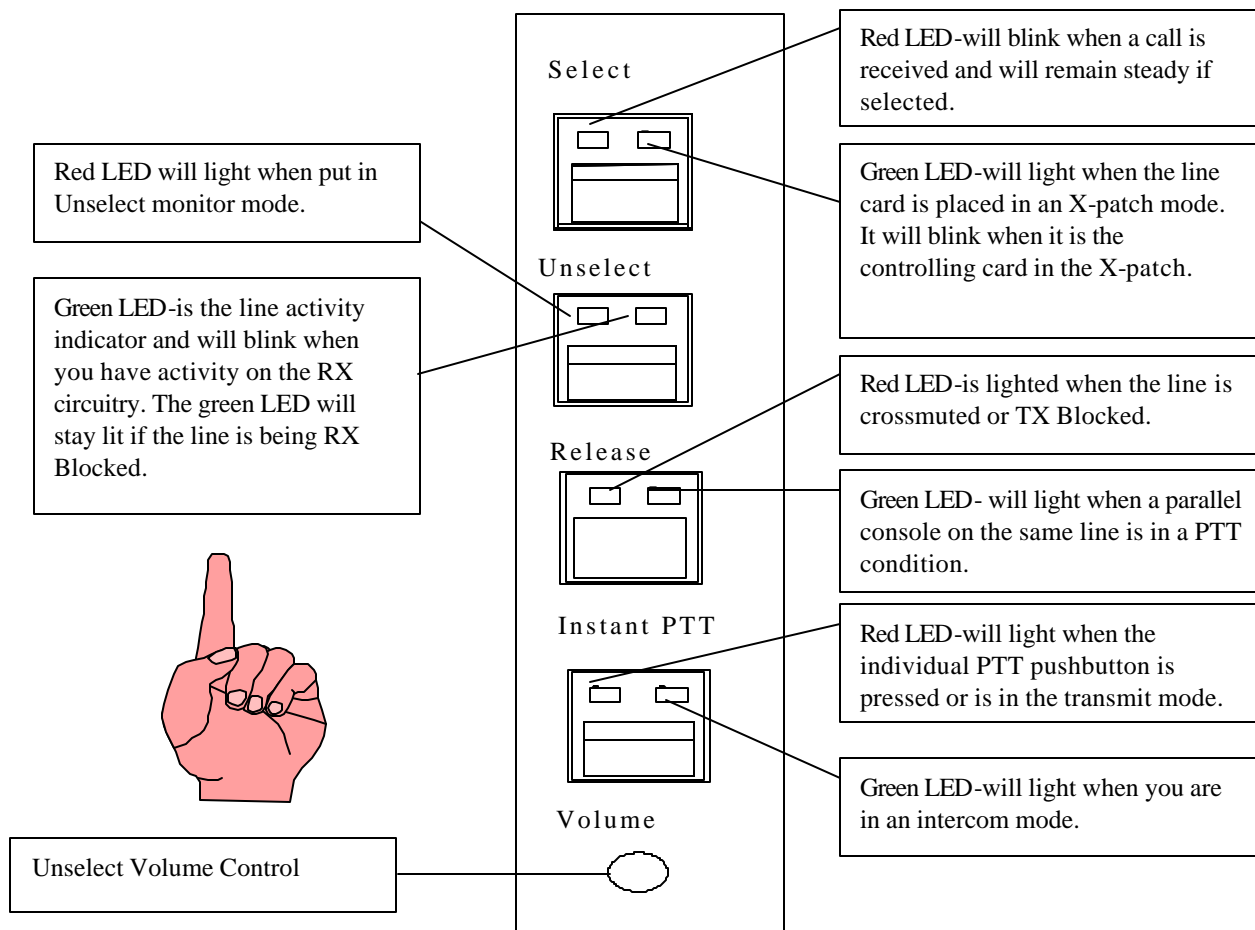 Select
Unselect
Release
Instant PTT
Volume
Red LED will light when put in
Unselect monitor mode.
Green LED-is the line activity
indicator and will blink when
you have activity on the RX
circuitry. The green LED will
stay lit if the line is being RX
Blocked.
Unselect Volume Control
Red LED-will blink when a call is
received and will remain steady if
selected.
Green LED-will light when the line
card is placed in an X-patch mode.
It will blink when it is the
controlling card in the X-patch.
Red LED-is lighted when the line is
crossmuted or TX Blocked.
Green LED- will light when a parallel
console on the same line is in a PTT
condition.
Red LED-will light when the
individual PTT pushbutton is
pressed or is in the transmit mode.
Green LED-will light when you are
in an intercom mode.